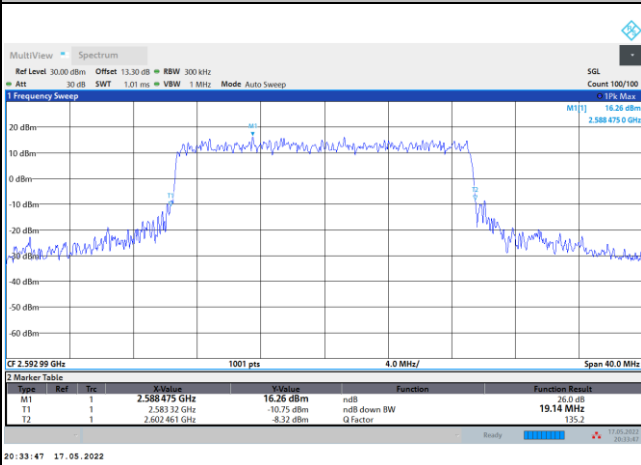 MultiView Spectrum
Ref Level 30.00 dBm Offset 13.30 dB RBW 300 kHz SGL
Att 30 dB SWT 1.01 ms VBW 1 MHz Mode Auto Sweep Count 100/100
1 Frequency Sweep 1Pk Max
M1[1] 16.26 dBm
2.588 475 0 GHz
M1
20 dBm
10 dBm
0 dBm
T1 T2
-10 dBm
-20 dBm
-30 dBm
-40 dBm
-50 dBm
-60 dBm
CF 2.592 99 GHz 1001 pts 4.0 MHz/ Span 40.0 MHz
2 Marker Table
Type Ref Trc X-Value Y-Value Function Function Result
M1 1 2.588 475 GHz 16.26 dBm ndB 26.0 dB
T1 1 2.583 32 GHz -10.75 dBm ndB down BW 19.14 MHz
T2 1 2.602 461 GHz -8.32 dBm Q Factor 135.2
Ready 17.05.2022
20:33:47
20:33:47 17.05.2022